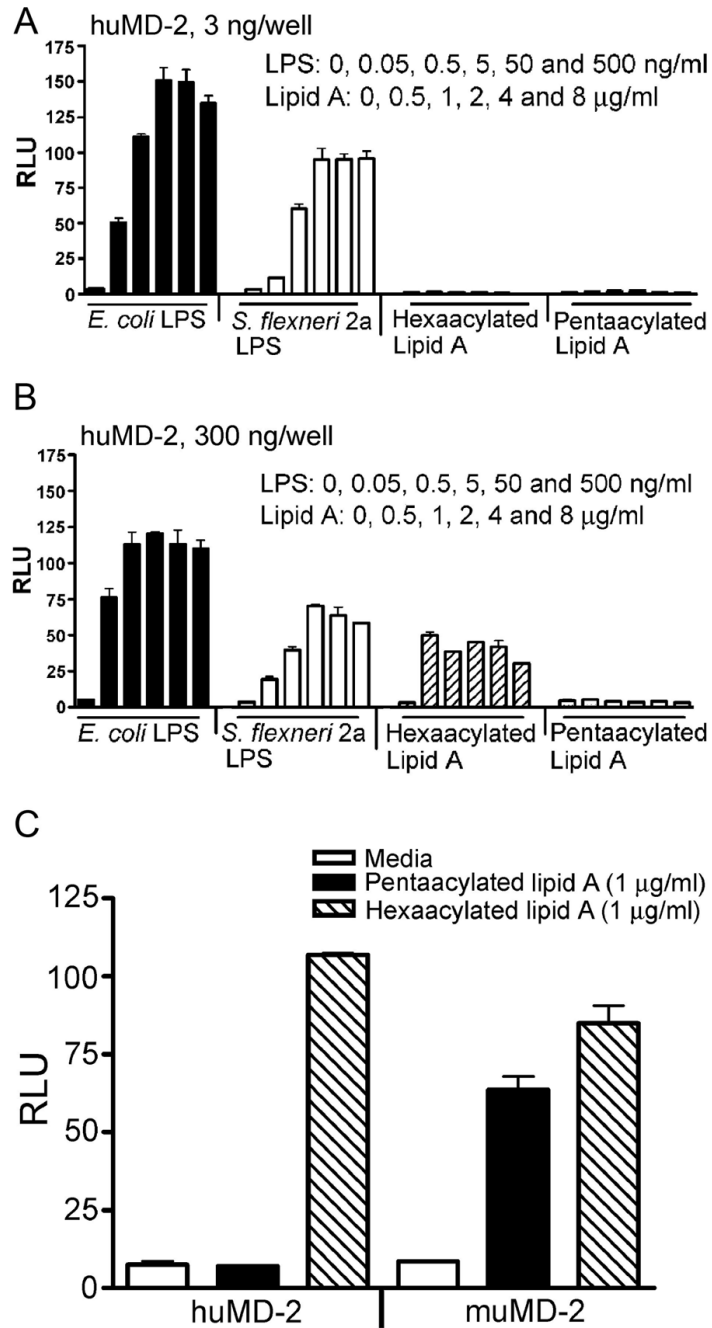 A
huMD-2, 3 ng/well
LPS: 0, 0.05, 0.5, 5, 50 and 500 ng/ml
Lipid A: 0, 0.5, 1, 2, 4 and 8 µg/ml
RLU
175
150
125
100
75
50
25
0
E. coli LPS
S. flexneri 2a
LPS
Hexaacylated
Lipid A
Pentaacylated
Lipid A
B
huMD-2, 300 ng/well
LPS: 0, 0.05, 0.5, 5, 50 and 500 ng/ml
Lipid A: 0, 0.5, 1, 2, 4 and 8 µg/ml
RLU
175
150
125
100
75
50
25
0
E. coli LPS
S. flexneri 2a
LPS
Hexaacylated
Lipid A
Pentaacylated
Lipid A
C
Media
Pentaacylated lipid A (1 µg/ml)
Hexaacylated lipid A (1 µg/ml)
RLU
125
100
75
50
25
0
huMD-2
muMD-2